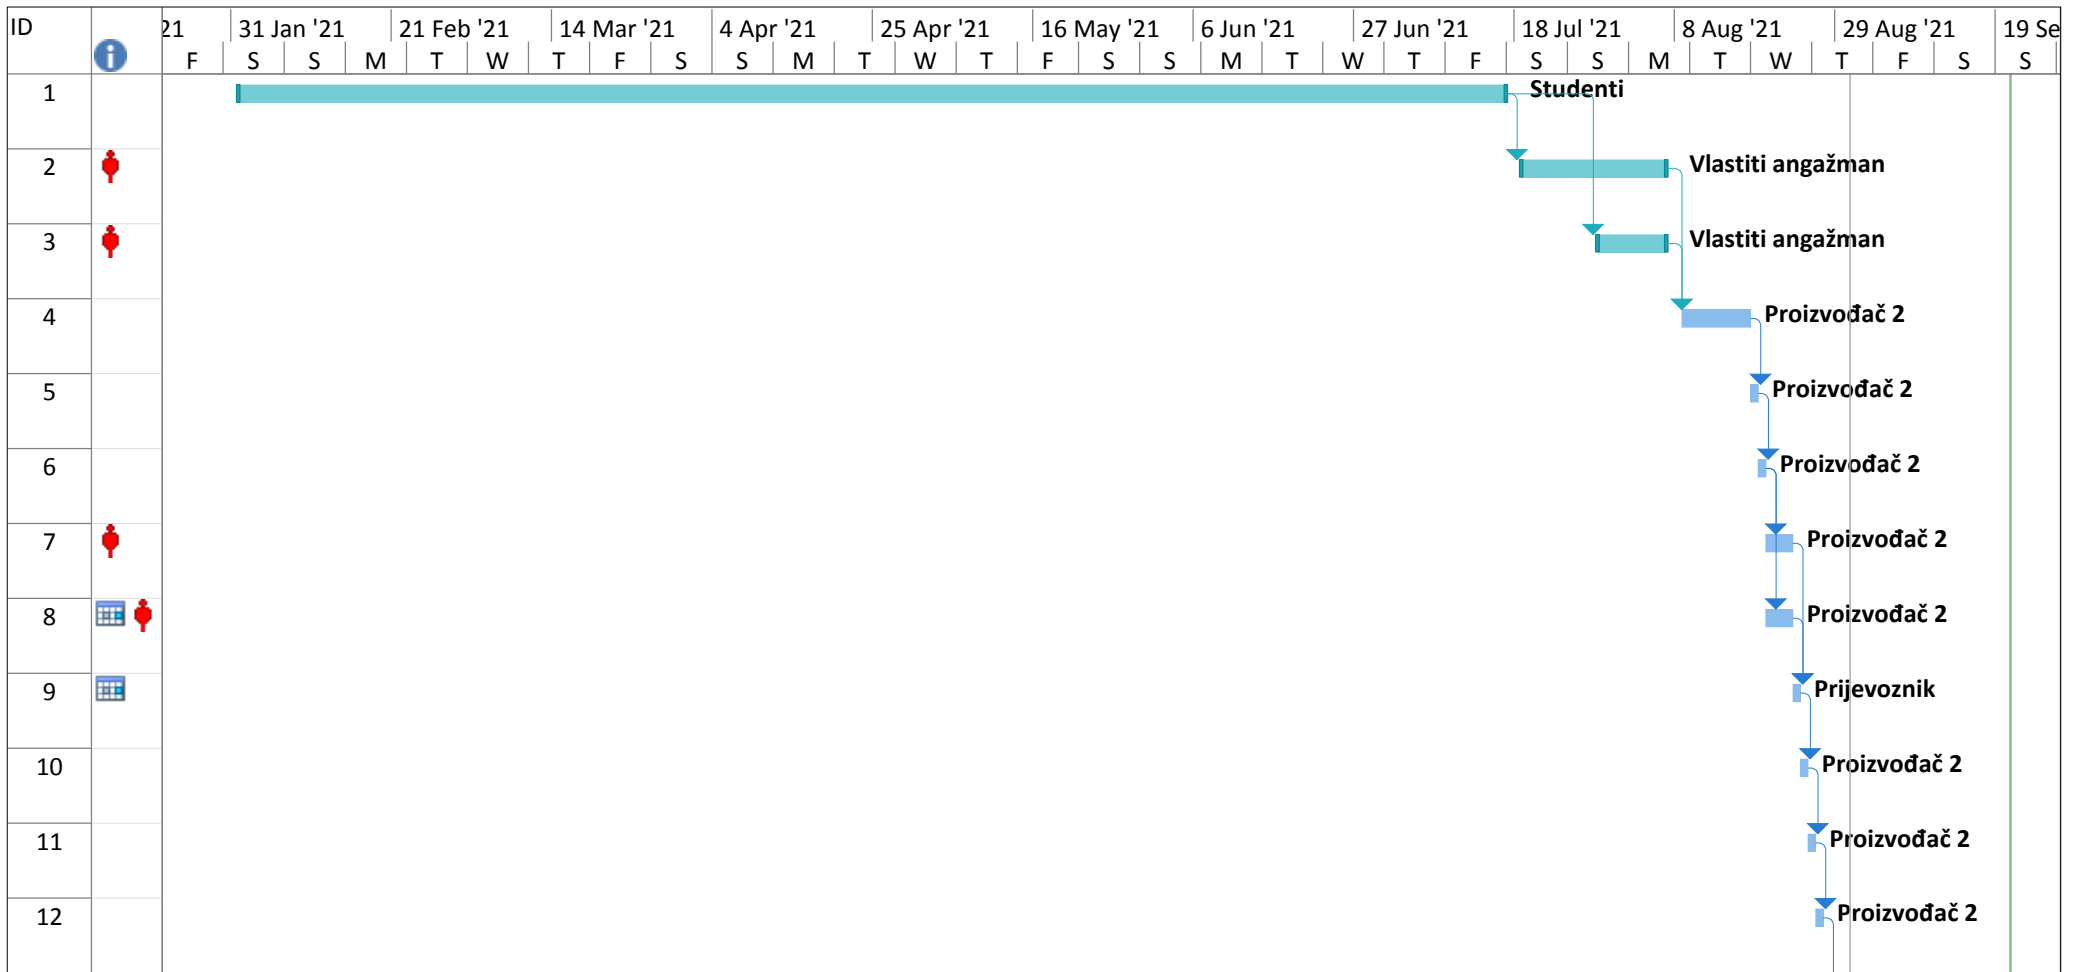 ID 21 31 Jan '21 21 Feb '21 14 Mar '21 4 Apr '21 25 Apr '21 16 May '21 6 Jun '21 27 Jun '21 18 Jul '21 8 Aug '21 29 Aug '21 19 Se
i F S S M T W T F S S M T W T F S S M T W T F S S M T W T F S S
1 Studenti
2 Vlastiti angažman
3 Vlastiti angažman
4 Proizvođač 2
5 Proizvođač 2
6 Proizvođač 2
7 Proizvođač 2
8 Proizvođač 2
9 Prijevoznik
10 Proizvođač 2
11 Proizvođač 2
12 Proizvođač 2